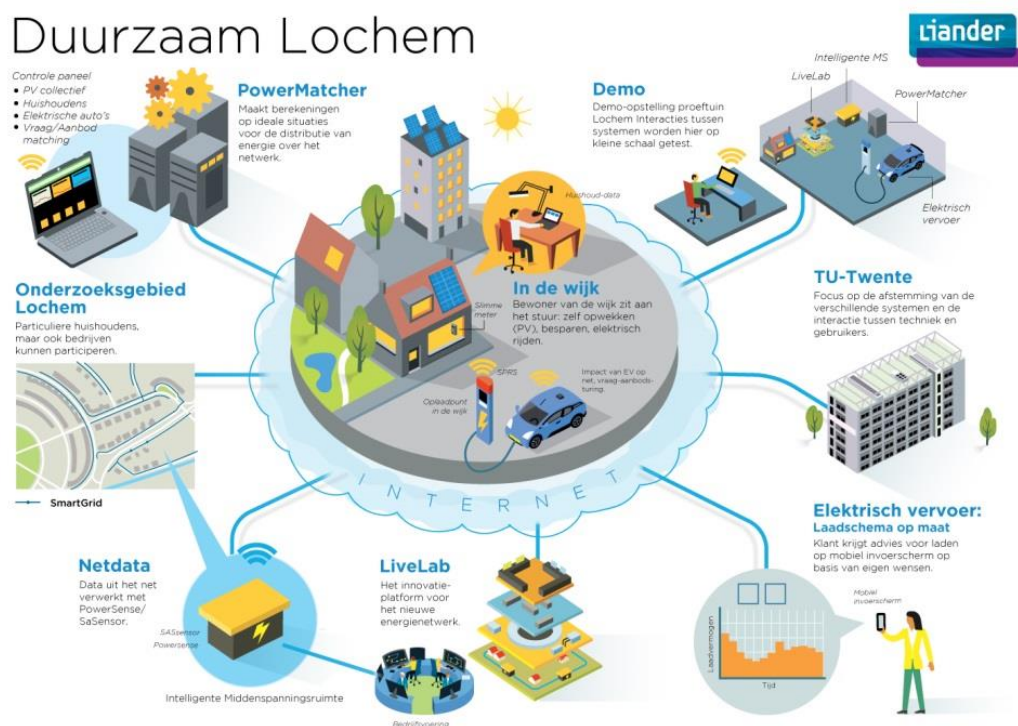 Duurzaam Lochem
Liander
Controle paneel
• PV collectief
• Huishoudens
• Elektrische auto's
• Vraag/Aanbod
matching
PowerMatcher
Maakt berekeningen
op ideale situaties
voor de distributie van
energie over het
netwerk.
Demo
Demo-opstelling proeftuin
Lochem Interacties tussen
systemen worden hier op
kleine schaal getest.
Intelligente MS
LiveLab
PowerMatcher
Elektrisch
vervoer
Onderzoeksgebied
Lochem
Particuliere huishoudens,
maar ook bedrijven
kunnen participeren.
SmartGrid
Huishoud-data
In de wijk
Bewoner van de wijk zit aan
het stuur: zelf opwekken
(PV), besparen, elektrisch
rijden.
Slimme
meter
SPRS
Oplaadpunt
in de wijk
Impact van EV op
net, vraag-aanbods-
turing.
INTERNET
TU-Twente
Focus op de afstemming van de
verschillende systemen en de
interactie tussen techniek en
gebruikers.
Netdata
Data uit het net
verwerkt met
PowerSense/
SaSensor.
SASsensor
Powersense
Intelligente Middenspanningsruimte
LiveLab
Het innovatie-
platform voor
het nieuwe
energienetwerk.
Bedrijfsvoering
Elektrisch vervoer:
Laadschema op maat
Klant krijgt advies voor laden
op mobiel invoerscherm op
basis van eigen wensen.
Mobiel
invoerscherm
Laadvermogen
Tijd